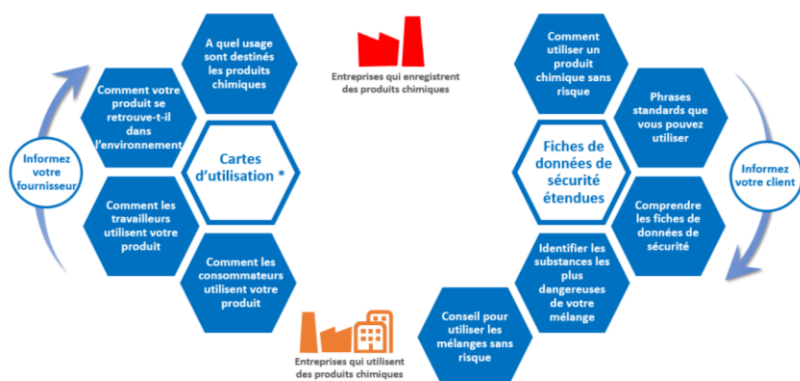 A quel usage
sont destinés
les produits
chimiques
Comment votre
produit se
retrouve-t-il
dans
l'environnement
Informez
votre
fournisseur
Cartes
d'utilisation *
Comment les
travailleurs
utilisent votre
produit
Comment les
consommateurs
utilisent votre
produit
Entreprises qui enregistrent
des produits chimiques
Entreprises qui utilisent
des produits chimiques
Comment
utiliser un
produit
chimique sans
risque
Phrases
standards que
vous pouvez
utiliser
Fiches de
données de
sécurité
étendues
Informez
votre client
Comprendre
les fiches de
données de
sécurité
Identifier les
substances les
plus
dangereuses
de votre
mélange
Conseil pour
utiliser les
mélanges sans
risque